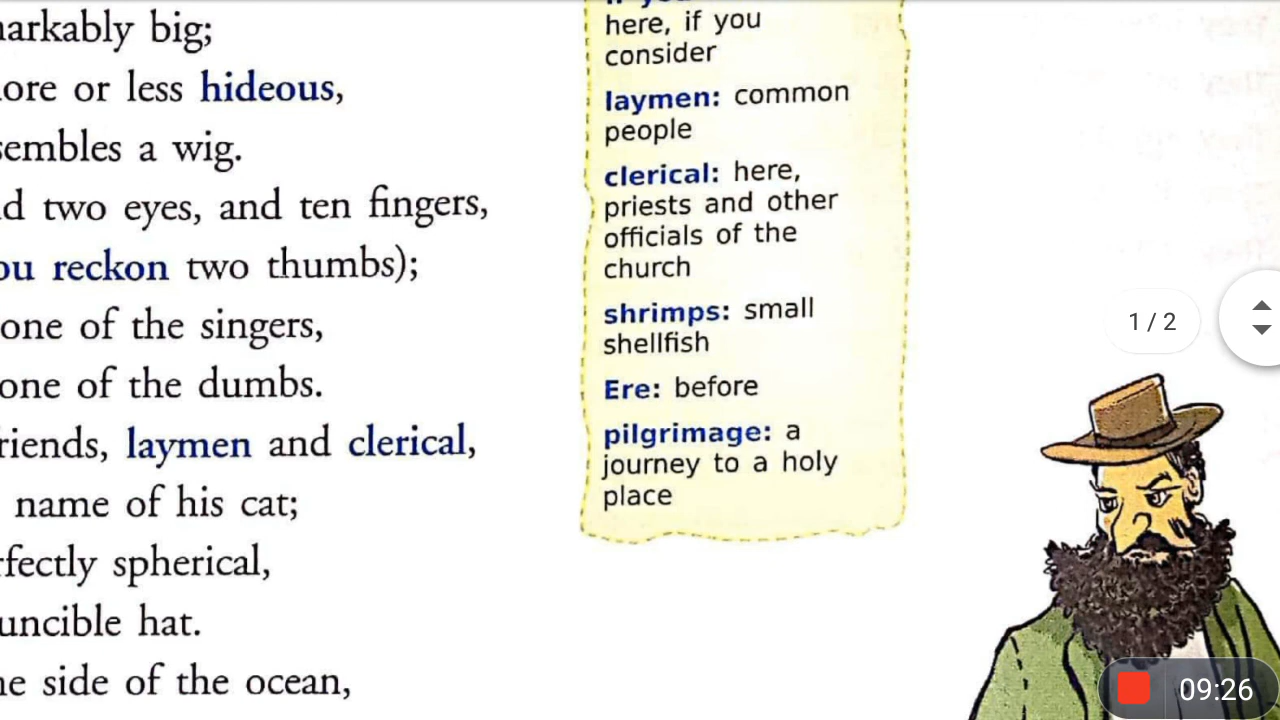 arkably big;
ore or less hideous,
sembles a wig.
d two eyes, and ten fingers,
ou reckon two thumbs);
one of the singers,
one of the dumbs.
riends, laymen and clerical,
name of his cat;
fectly spherical,
uncible hat.
e side of the ocean,
here, if you
consider
laymen: common
people
clerical: here,
priests and other
officials of the
church
shrimps: small
shellfish
Ere: before
pilgrimage: a
journey to a holy
place
1 / 2
09:26